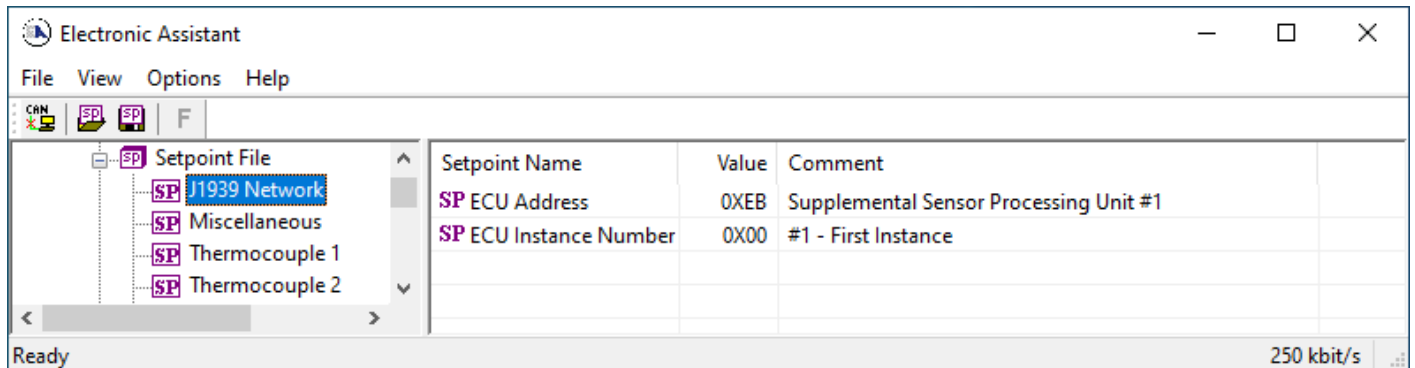 Electronic Assistant
File View Options Help
CAN SP SP F
SP Setpoint File
SP J1939 Network
SP Miscellaneous
SP Thermocouple 1
SP Thermocouple 2
Setpoint Name Value Comment
SP ECU Address 0XEB Supplemental Sensor Processing Unit #1
SP ECU Instance Number 0X00 #1 - First Instance
Ready 250 kbit/s